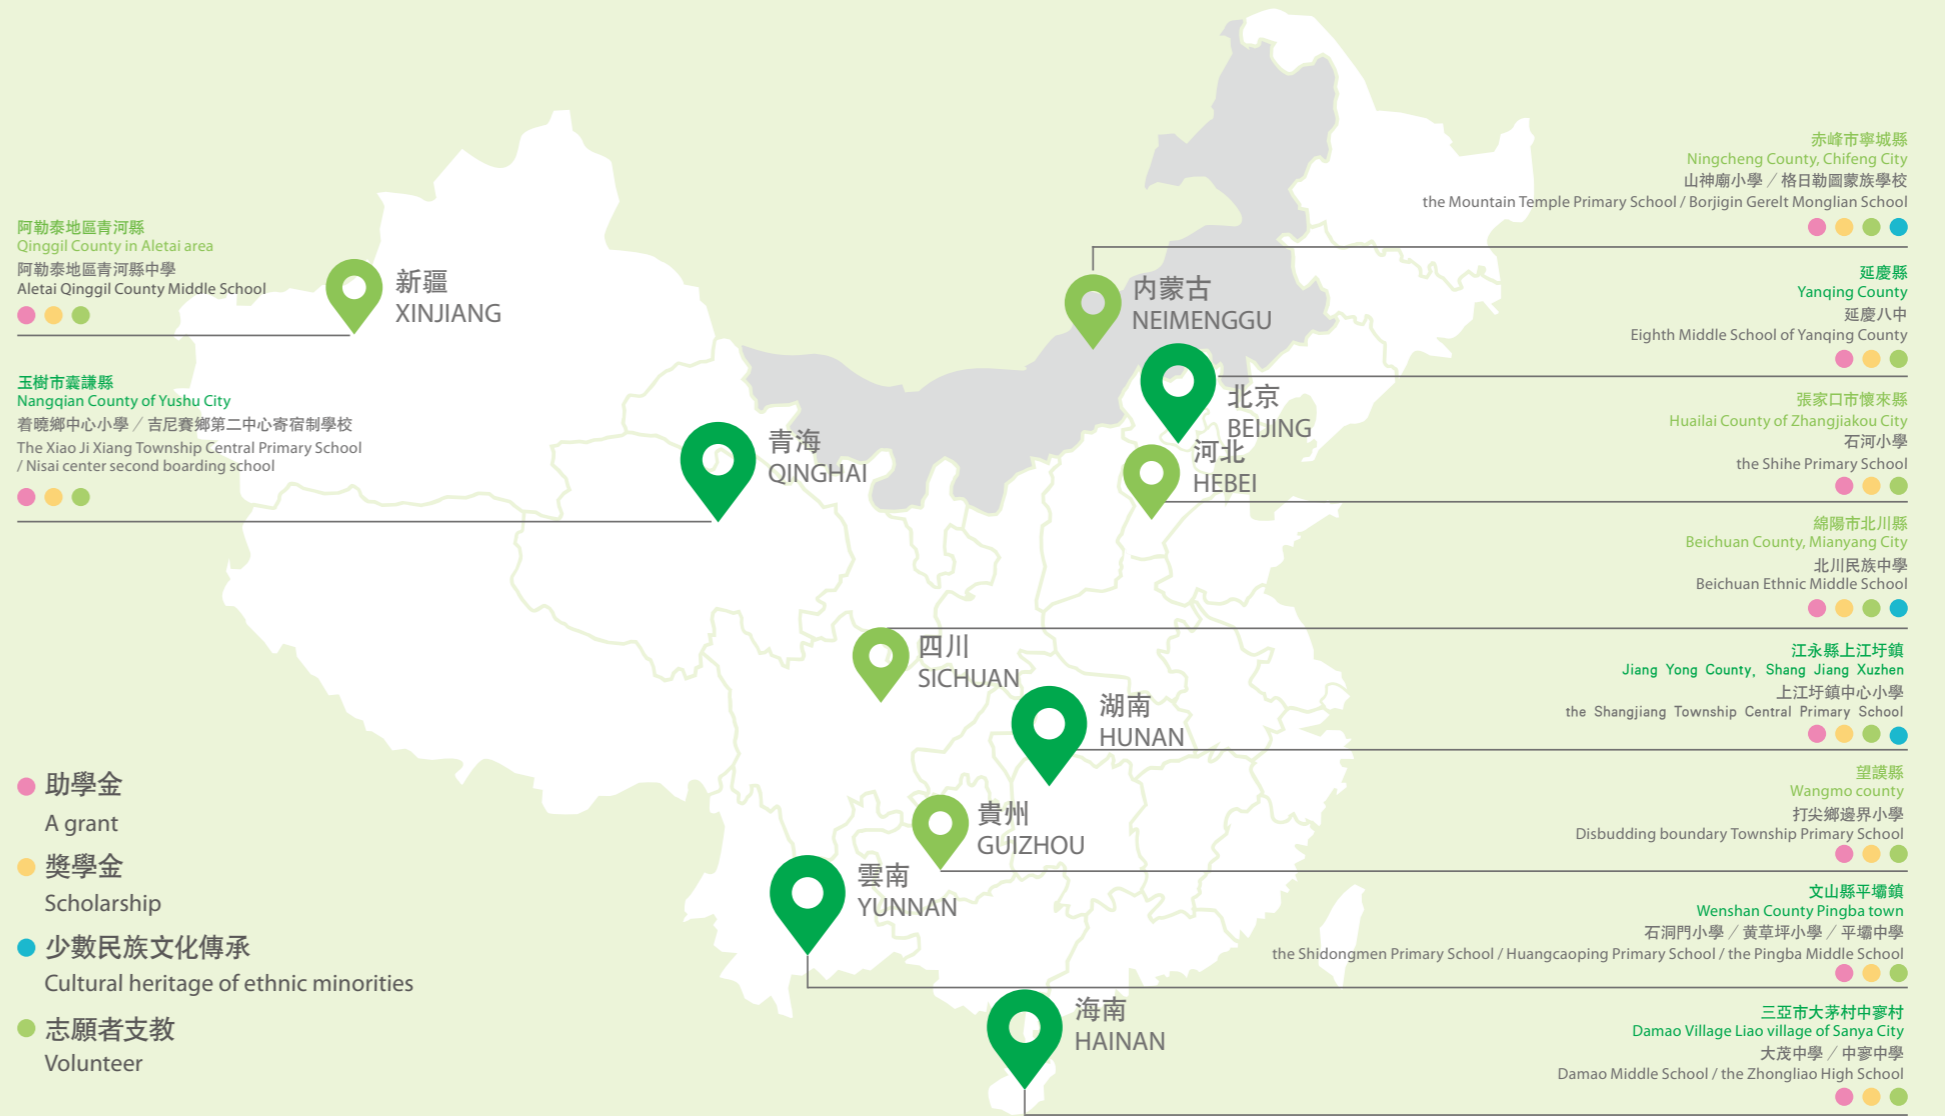 阿勒泰地區青河縣
Qinggil County in Aletai area
阿勒泰地區青河縣中學
Aletai Qinggil County Middle School
玉樹市囊謙縣
Nangqian County of Yushu City
着曉鄉中心小學／吉尼賽鄉第二中心寄宿制學校
The Xiao Ji Xiang Township Central Primary School
/ Nisai center second boarding school
新疆
XINJIANG
青海
QINGHAI
内蒙古
NEIMENGGU
北京
BEIJING
河北
HEBEI
四川
SICHUAN
湖南
HUNAN
貴州
GUIZHOU
雲南
YUNNAN
海南
HAINAN
赤峰市寧城縣
Ningcheng County, Chifeng City
山神廟小學／格日勒圖蒙族學校
the Mountain Temple Primary School / Borjigin Gerelt Monglian School
延慶縣
Yanqing County
延慶八中
Eighth Middle School of Yanqing County
張家口市懷來縣
Huailai County of Zhangjiakou City
石河小學
the Shihe Primary School
綿陽市北川縣
Beichuan County, Mianyang City
北川民族中學
Beichuan Ethnic Middle School
江永縣上江圩鎮
Jiang Yong County, Shang Jiang Xuzhen
上江圩鎮中心小學
the Shangjiang Township Central Primary School
望謨縣
Wangmo county
打尖鄉邊界小學
Disbudding boundary Township Primary School
文山縣平壩鎮
Wenshan County Pingba town
石洞門小學／黄草坪小學／平壩中學
the Shidongmen Primary School / Huangcaoping Primary School / the Pingba Middle School
三亞市大茅村中寥村
Damao Village Liao village of Sanya City
大茂中學／中寥中學
Damao Middle School / the Zhongliao High School
助學金
A grant
獎學金
Scholarship
少數民族文化傳承
Cultural heritage of ethnic minorities
志願者支教
Volunteer